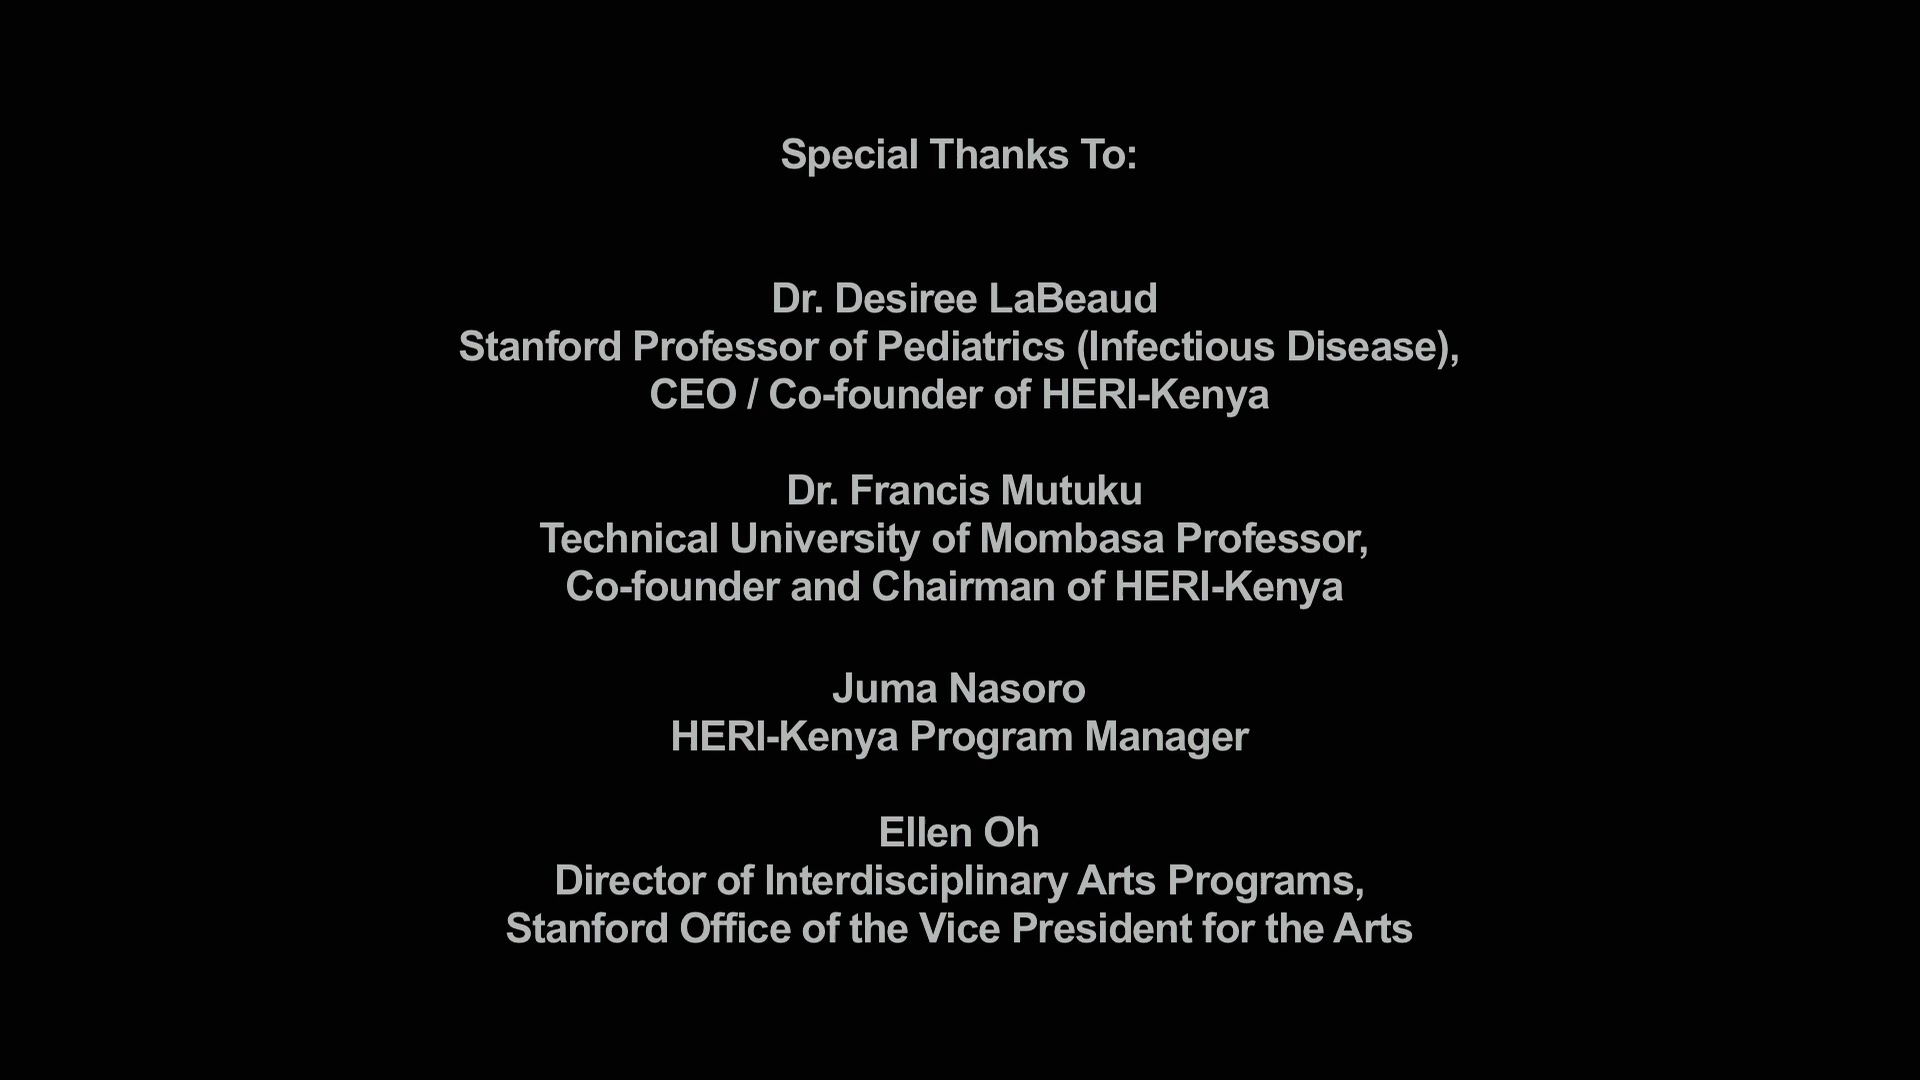 Special Thanks To:
Dr. Desiree LaBeaud
Stanford Professor of Pediatrics (Infectious Disease),
CEO / Co-founder of HERI-Kenya
Dr. Francis Mutuku
Technical University of Mombasa Professor,
Co-founder and Chairman of HERI-Kenya
Juma Nasoro
HERI-Kenya Program Manager
Ellen Oh
Director of Interdisciplinary Arts Programs,
Stanford Office of the Vice President for the Arts